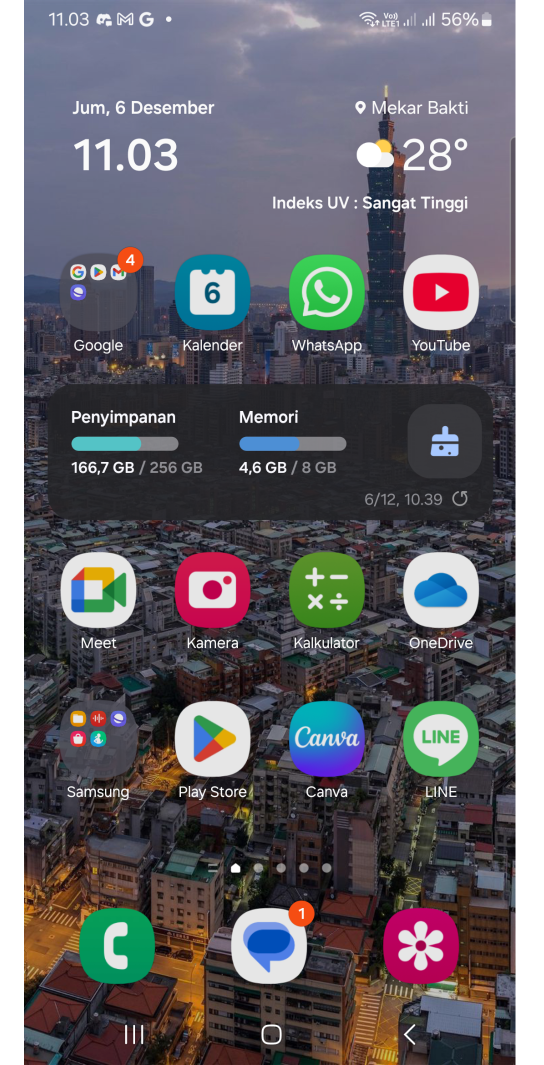 11.03
56%
Jum, 6 Desember
Mekar Bakti
11.03
28°
Indeks UV : Sangat Tinggi
4
6
Google
Kalender
WhatsApp
YouTube
Penyimpanan
Memori
166,7 GB / 256 GB
4,6 GB / 8 GB
6/12, 10.39
Meet
Kamera
Kalkulator
OneDrive
Canva
LINE
Samsung
Play Store
Canva
LINE
1